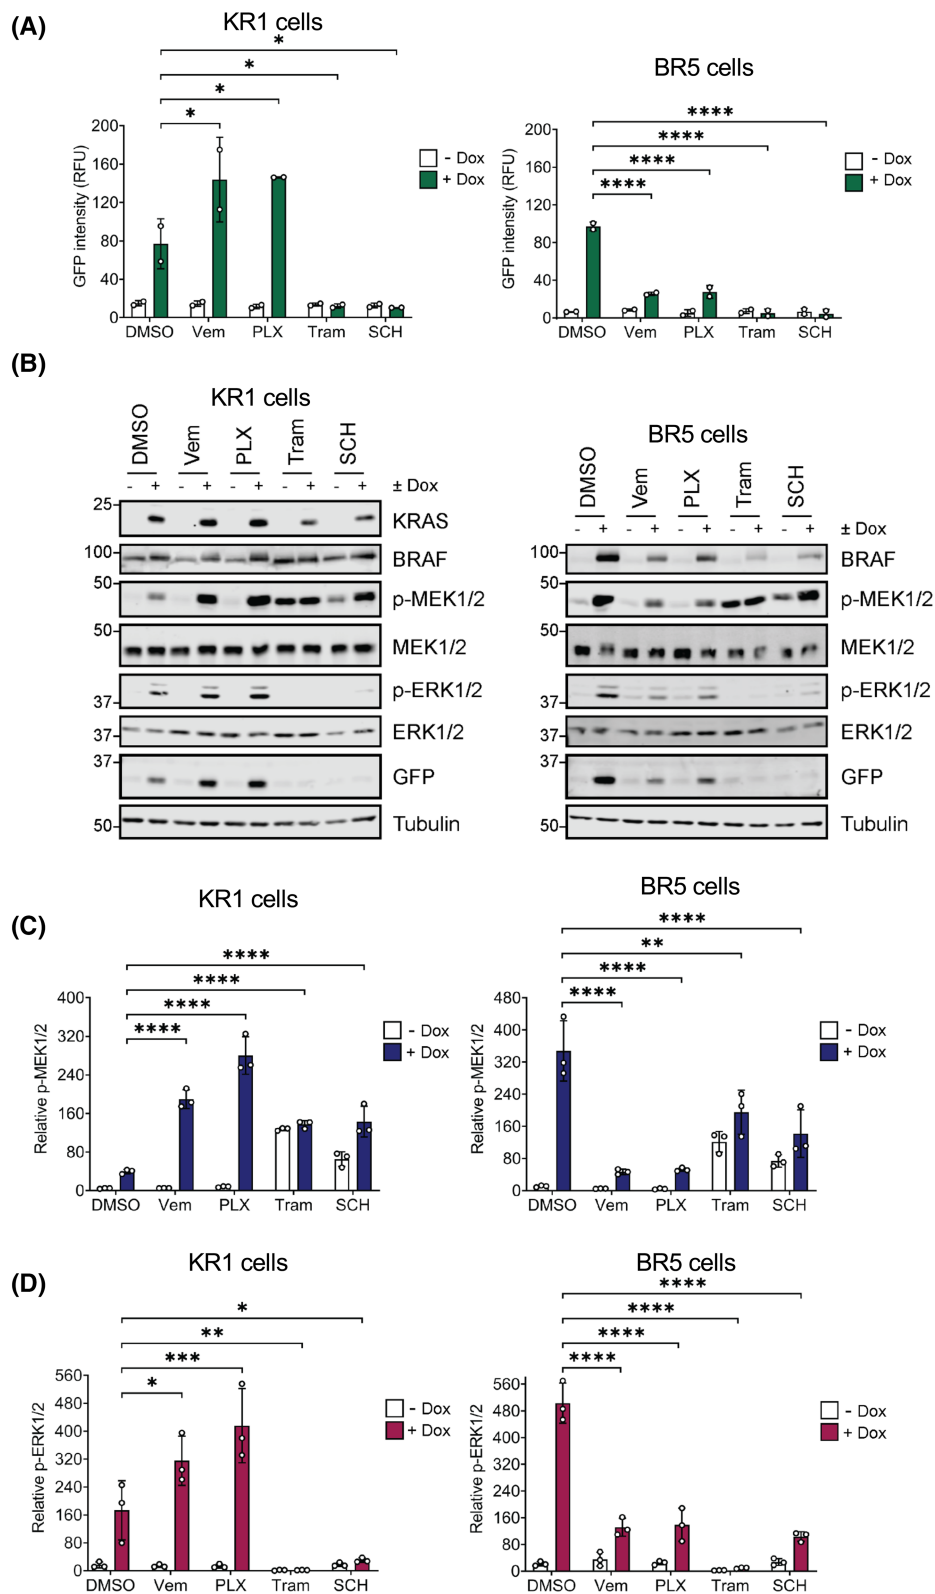 (A)
KR1 cells
*
*
*
*
GFP intensity (RFU)
200
160
120
80
40
0
DMSO Vem PLX Tram SCH
- Dox
+ Dox
BR5 cells
****
****
****
****
GFP intensity (RFU)
200
160
120
80
40
0
DMSO Vem PLX Tram SCH
- Dox
+ Dox
(B)
KR1 cells
DMSO Vem PLX Tram SCH
- + - + - + - + - + ± Dox
25 KRAS
100 BRAF
50 p-MEK1/2
50 MEK1/2
37 p-ERK1/2
37 ERK1/2
37 GFP
50 Tubulin
BR5 cells
DMSO Vem PLX Tram SCH
- + - + - + - + - + ± Dox
100 BRAF
50 p-MEK1/2
50 MEK1/2
37 p-ERK1/2
37 ERK1/2
37 GFP
50 Tubulin
(C)
KR1 cells
****
****
****
****
Relative p-MEK1/2
400
320
240
160
80
0
DMSO Vem PLX Tram SCH
- Dox
+ Dox
BR5 cells
****
**
****
****
Relative p-MEK1/2
480
400
320
240
160
80
0
DMSO Vem PLX Tram SCH
- Dox
+ Dox
(D)
KR1 cells
*
**
***
*
Relative p-ERK1/2
560
480
400
320
240
160
80
0
DMSO Vem PLX Tram SCH
- Dox
+ Dox
BR5 cells
****
****
****
****
Relative p-ERK1/2
560
480
400
320
240
160
80
0
DMSO Vem PLX Tram SCH
- Dox
+ Dox